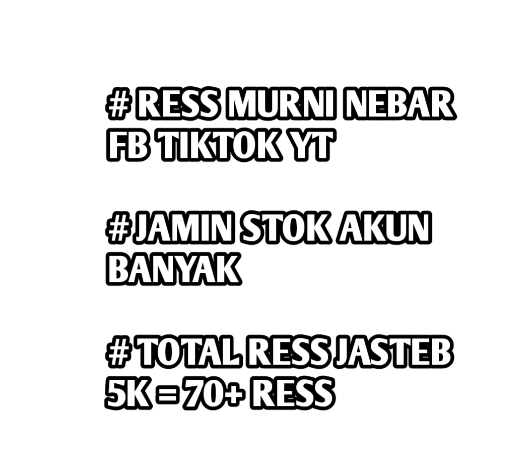 # RESS MURNI NEBAR
FB TIKTOK YT
# JAMIN STOK AKUN
BANYAK
# TOTAL RESS JASTEB
5K = 70+ RESS